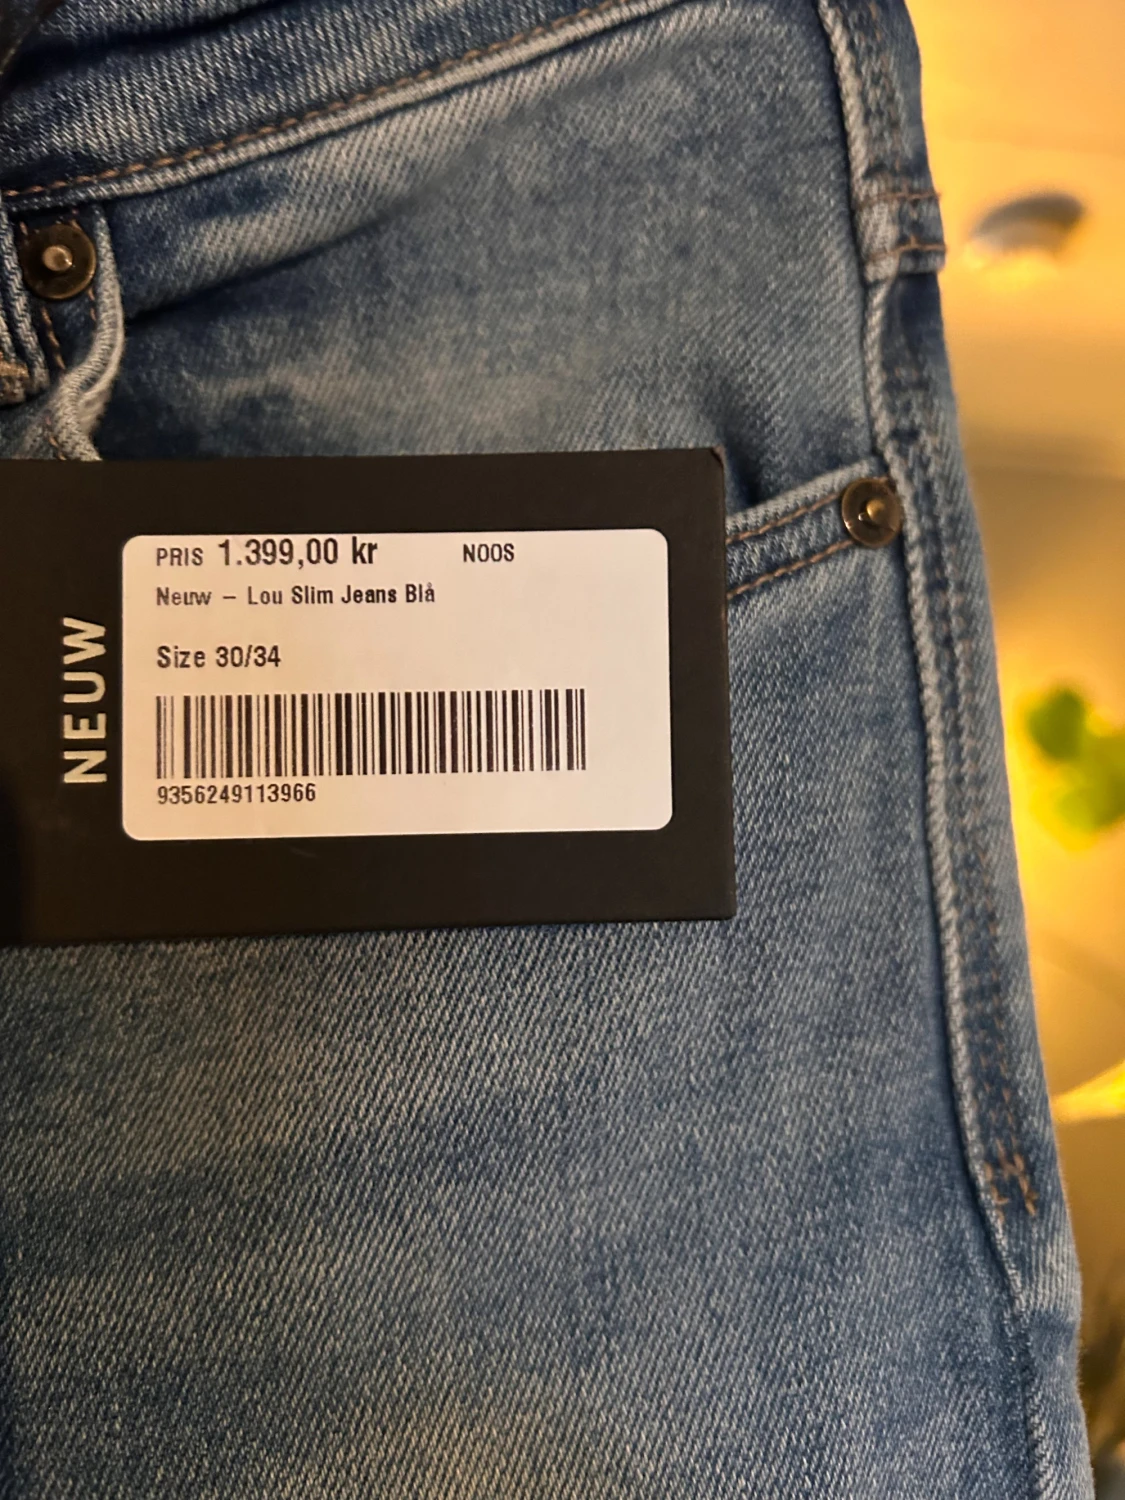 PRIS 1.399,00 kr NOOS
Neuw – Lou Slim Jeans Blå
Size 30/34
9356249113966
NEUW